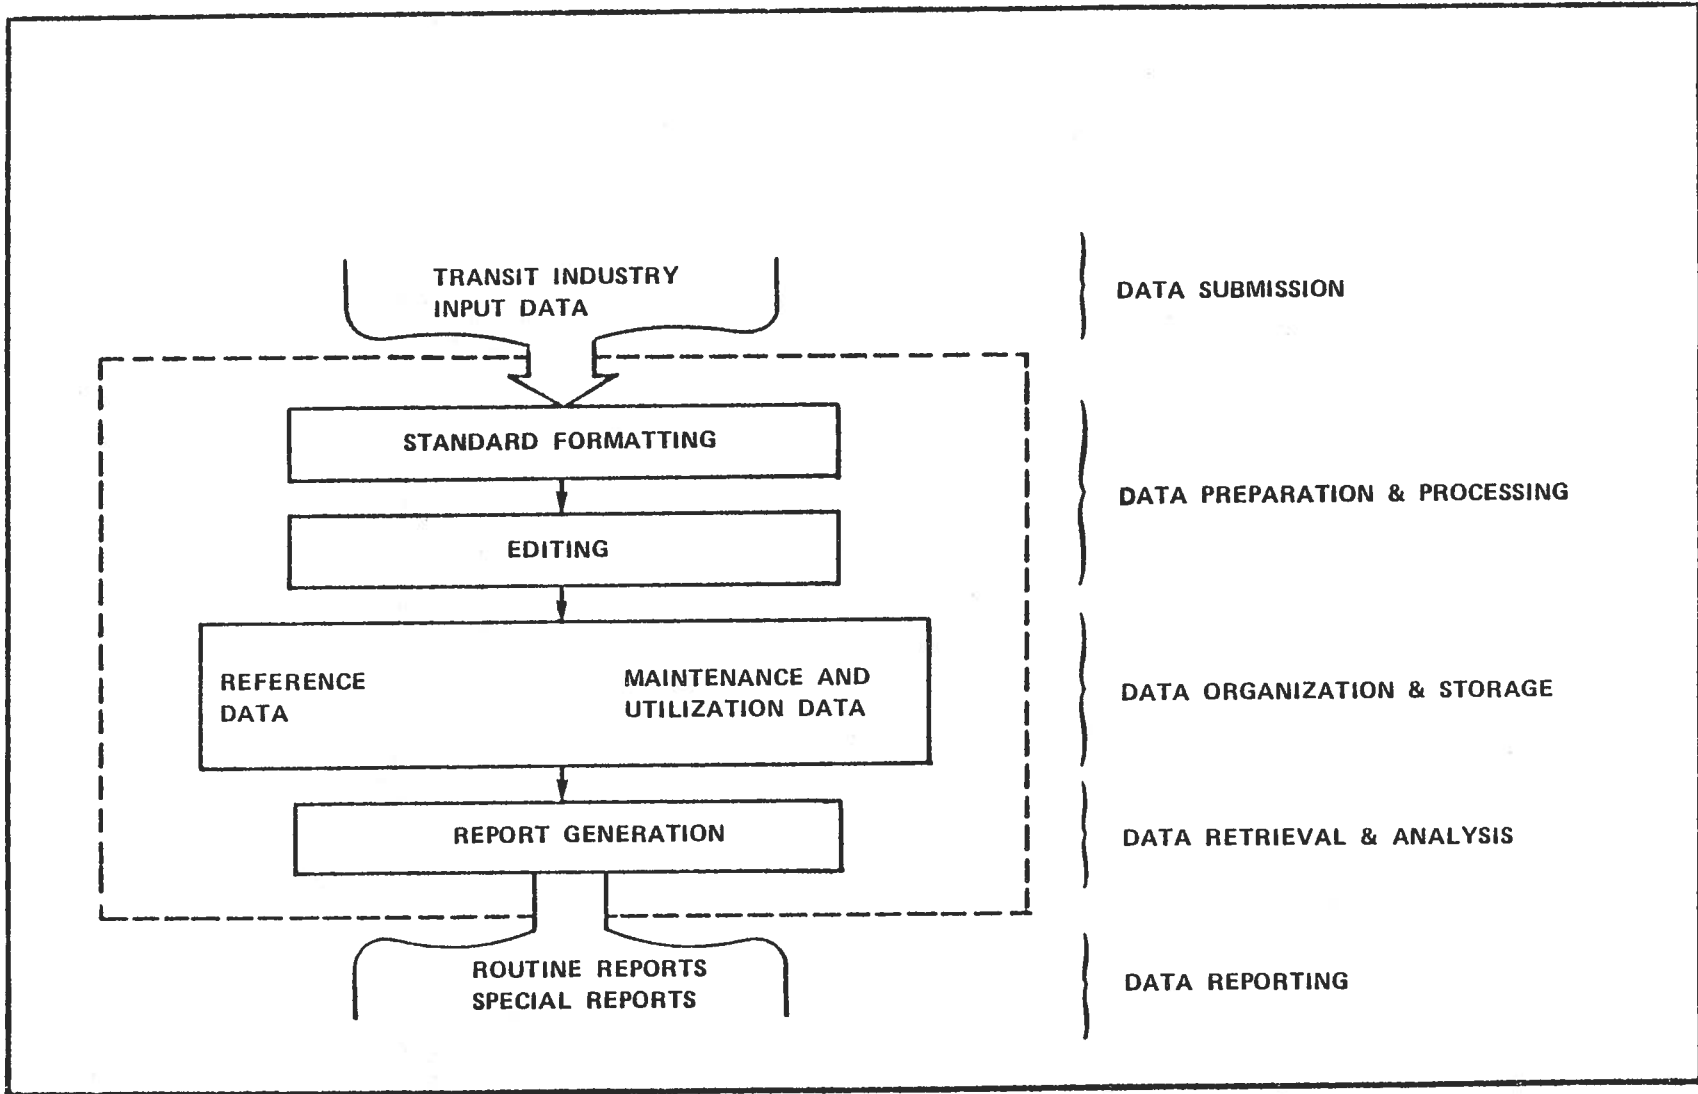 TRANSIT INDUSTRY
INPUT DATA
DATA SUBMISSION
STANDARD FORMATTING
DATA PREPARATION & PROCESSING
EDITING
REFERENCE
DATA
MAINTENANCE AND
UTILIZATION DATA
DATA ORGANIZATION & STORAGE
REPORT GENERATION
DATA RETRIEVAL & ANALYSIS
ROUTINE REPORTS
SPECIAL REPORTS
DATA REPORTING